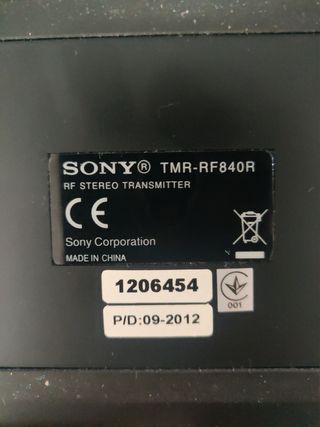 SONY® TMR-RF840R
RF STEREO TRANSMITTER
CE
Sony Corporation
MADE IN CHINA
1206454
001
P/D:09-2012